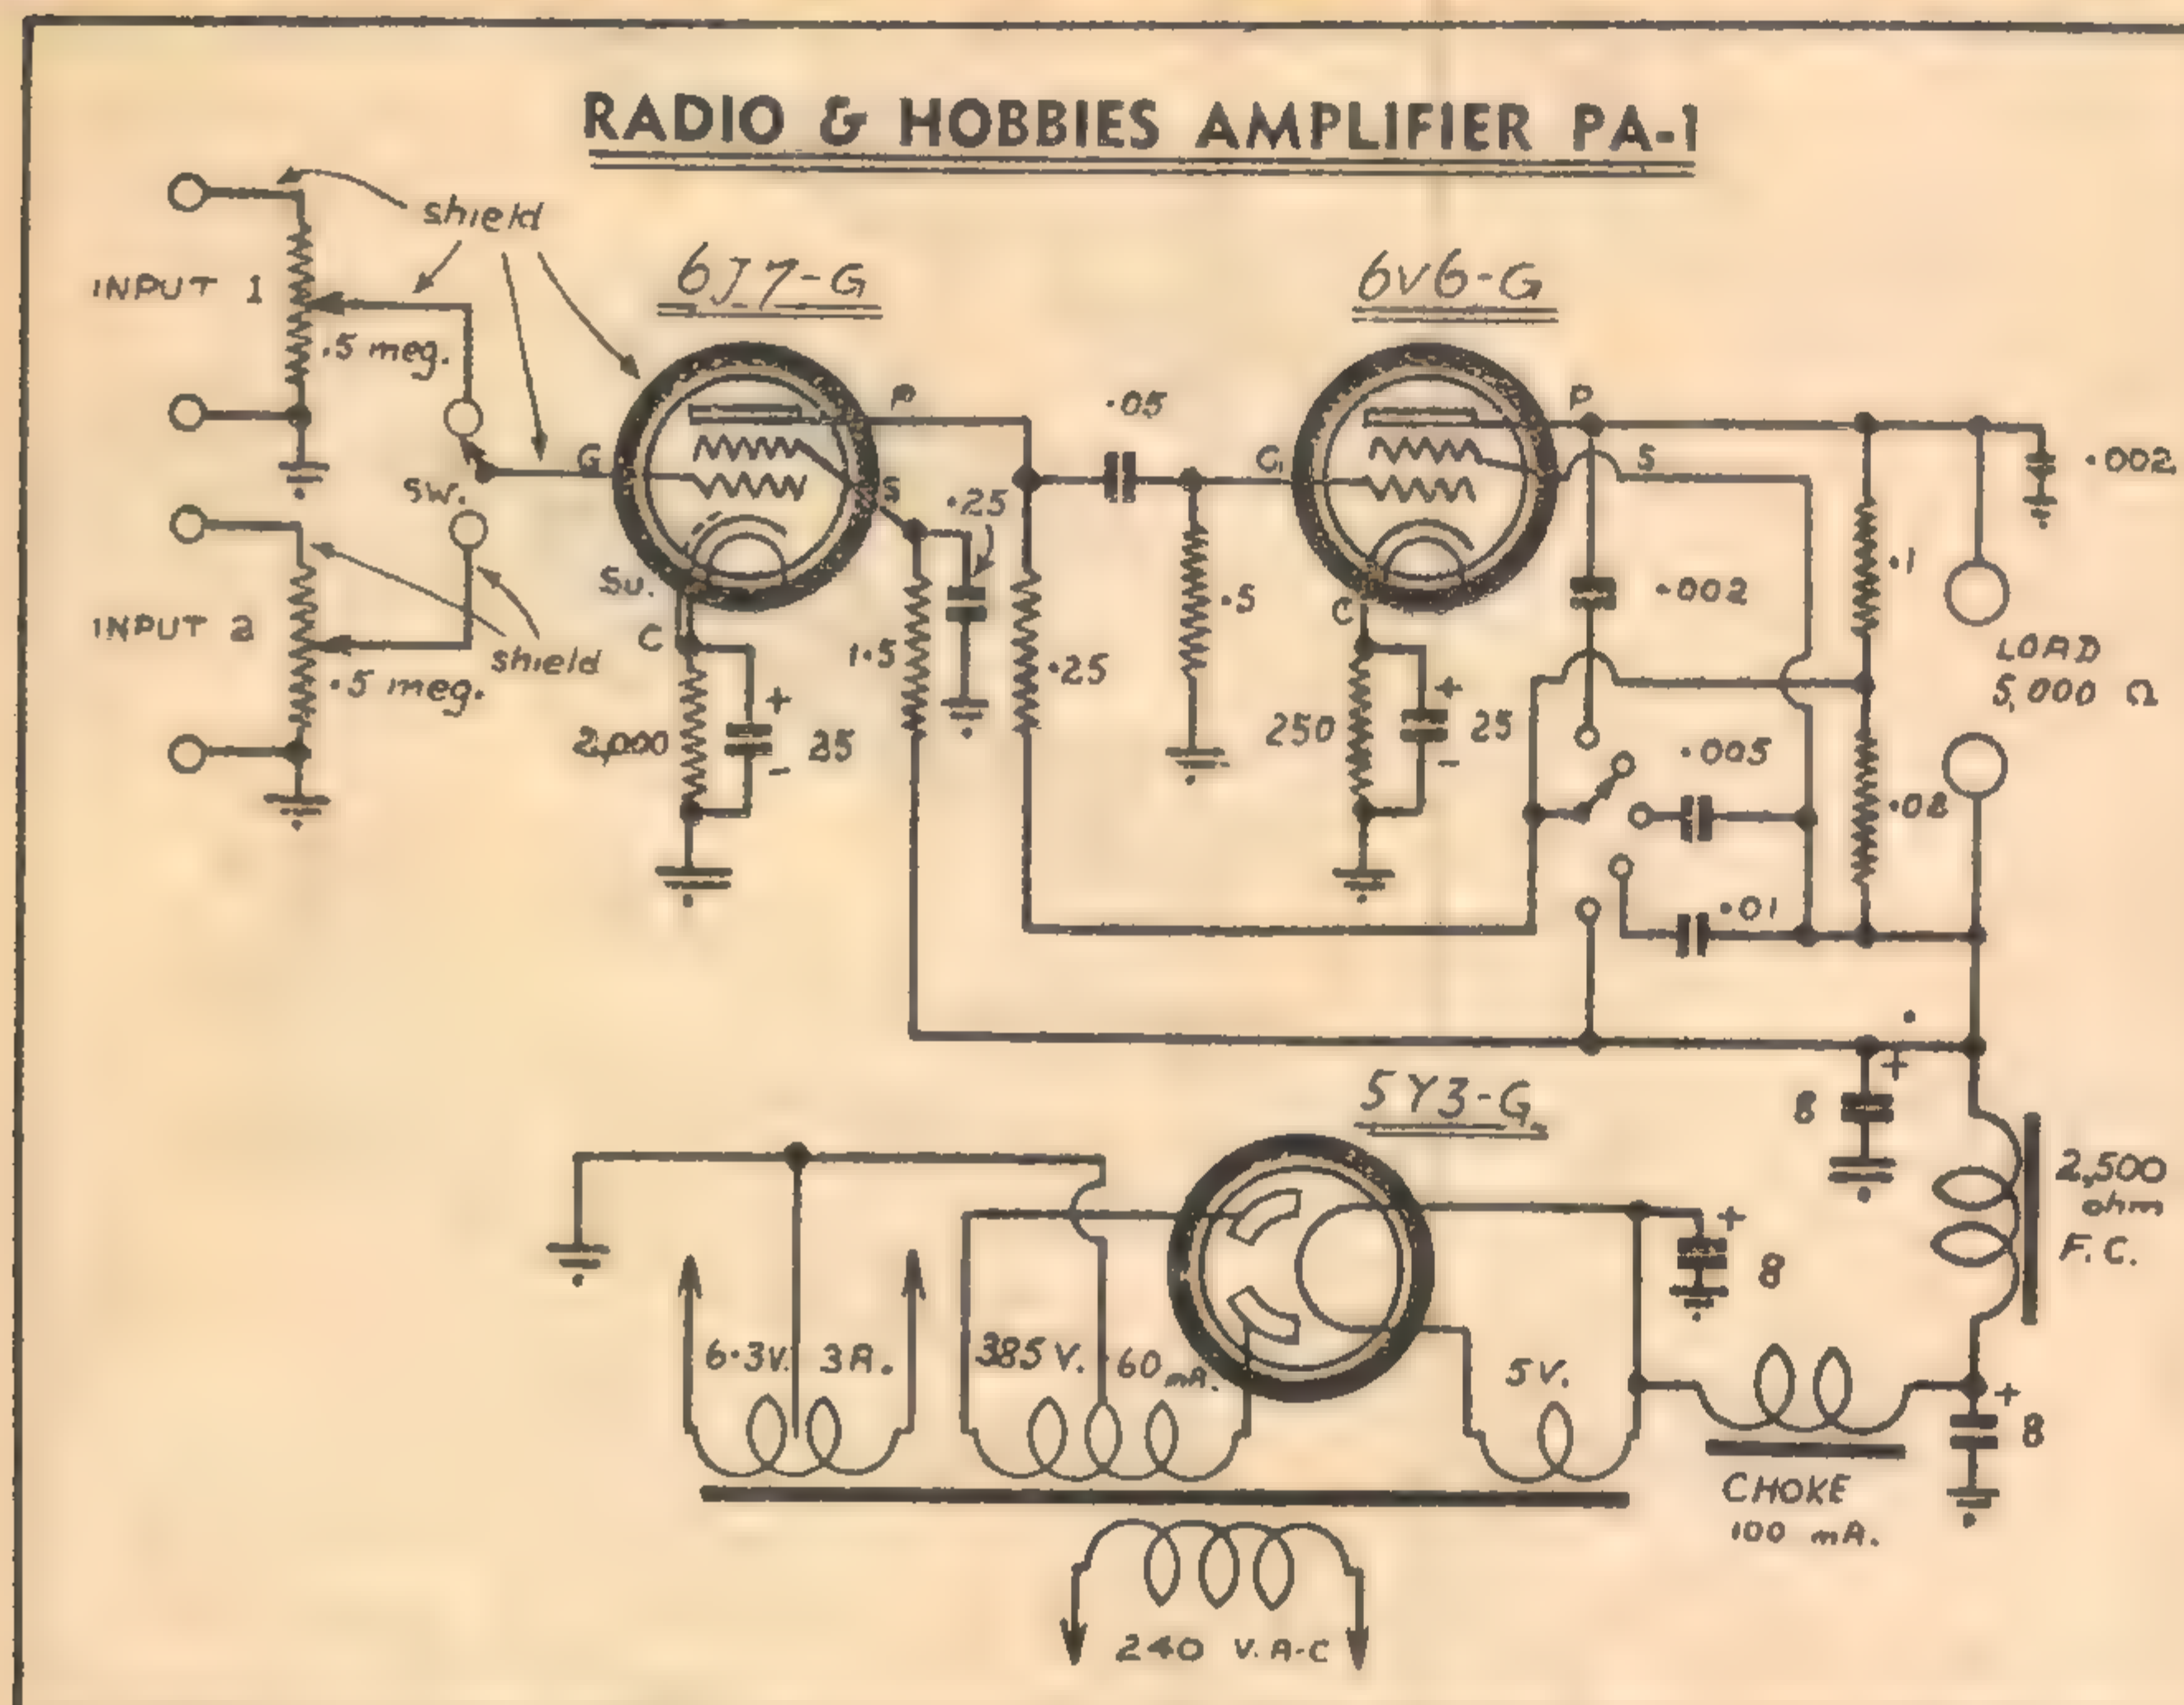 RADIO & HOBBIES AMPLIFIER PA-1
shield
INPUT 1
.5 meg.
6J7-G
6V6-G
P
.05
P
G
S
.25
G
S
.002
SW.
INPUT 2
.5 meg.
shield
Su.
C
2,000
+
-
25
1.5
.25
.5
C
250
+
-
25
.002
.1
LOAD
5,000 Ω
.005
.02
.01
+
8
5Y3-G
2,500
ohm
F.C.
+
8
6.3V. 3A.
385 V. 60 mA.
5V.
+
8
CHOKE
100 mA.
240 V. A-C